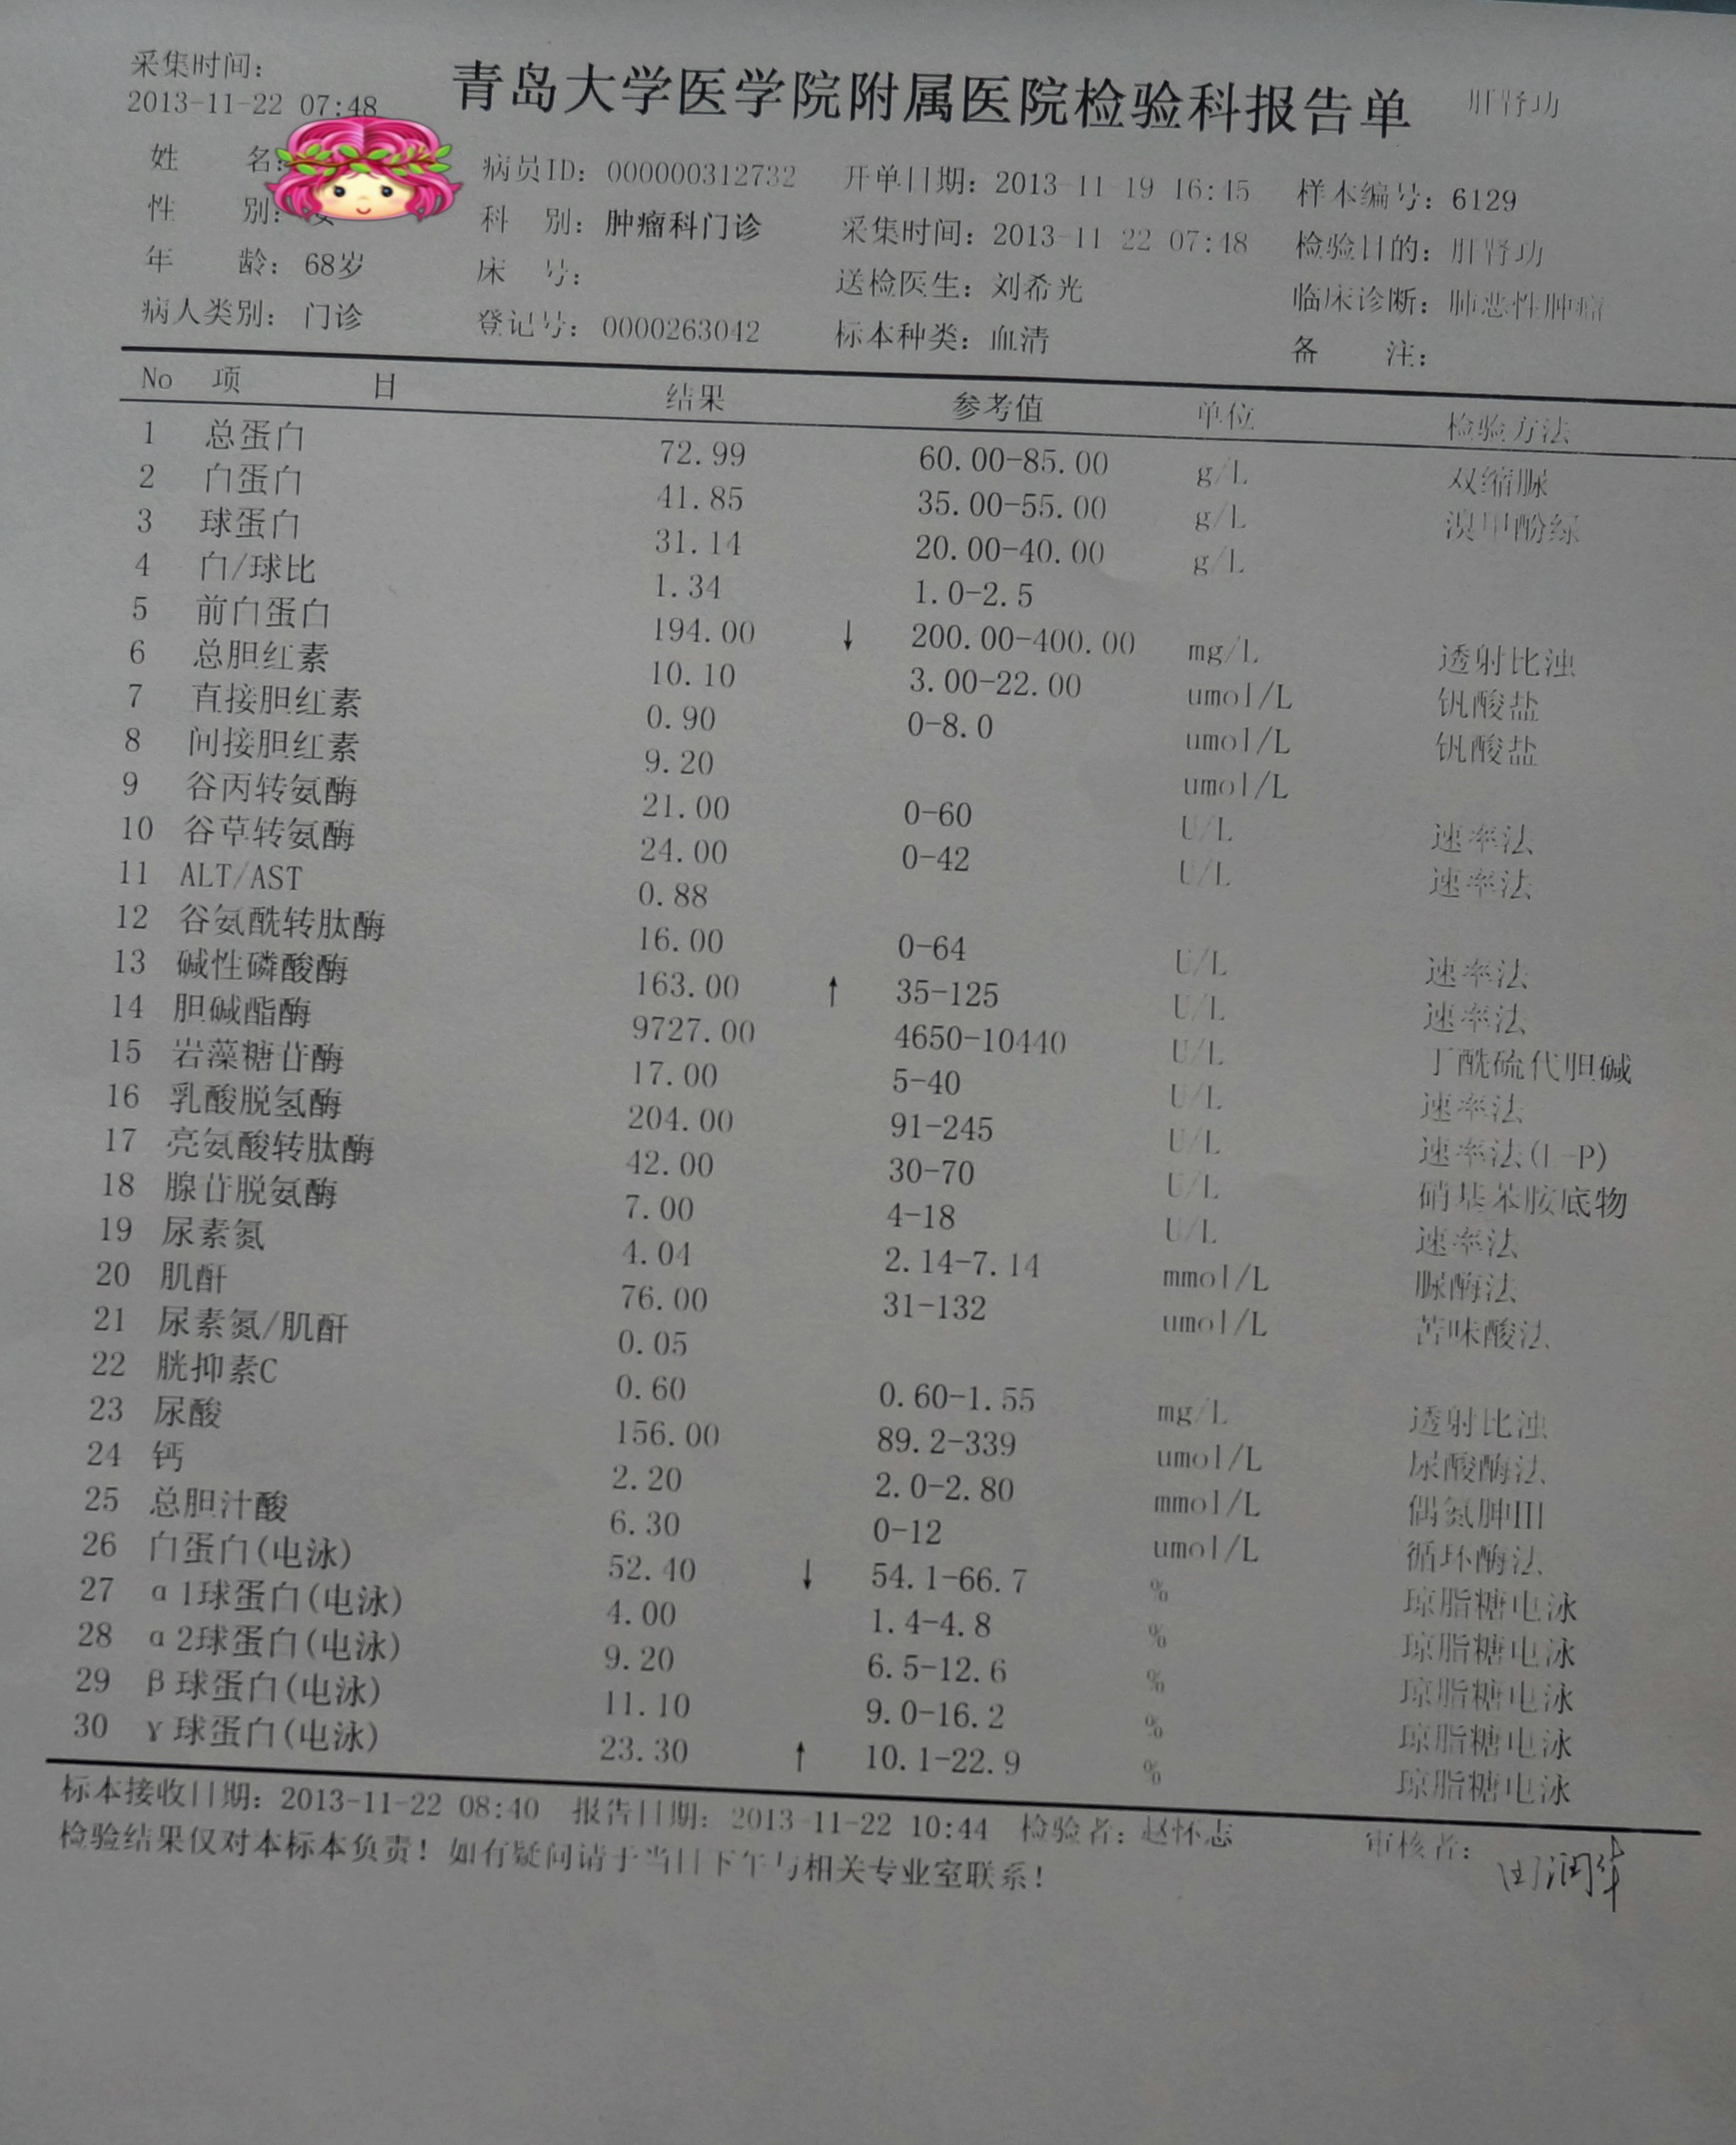 采集时间:
2013-11-22 07:48
青岛大学医学院附属医院检验科报告单 肝肾功
姓 名: 病员ID: 000000312732 开单日期: 2013-11-19 16:45 样本编号: 6129
性 别: 科 别: 肿瘤科门诊 采集时间: 2013-11-22 07:48 检验目的: 肝肾功
年 龄: 68岁 床 号: 送检医生: 刘希光 临床诊断: 肺恶性肿瘤
病人类别: 门诊 登记号: 0000263042 标本种类: 血清 备 注:
No 项 目 结果 参考值 单位 检验方法
1 总蛋白 72.99 60.00-85.00 g/L 双缩脲
2 白蛋白 41.85 35.00-55.00 g/L 溴甲酚绿
3 球蛋白 31.14 20.00-40.00 g/L
4 白/球比 1.34 1.0-2.5
5 前白蛋白 194.00 ↓ 200.00-400.00 mg/L 透射比浊
6 总胆红素 10.10 3.00-22.00 umol/L 钒酸盐
7 直接胆红素 0.90 0-8.0 umol/L 钒酸盐
8 间接胆红素 9.20 umol/L
9 谷丙转氨酶 21.00 0-60 U/L 速率法
10 谷草转氨酶 24.00 0-42 U/L 速率法
11 ALT/AST 0.88
12 谷氨酰转肽酶 16.00 0-64 U/L 速率法
13 碱性磷酸酶 163.00 ↑ 35-125 U/L 速率法
14 胆碱酯酶 9727.00 4650-10440 U/L 丁酰硫代胆碱
15 岩藻糖苷酶 17.00 5-40 U/L 速率法
16 乳酸脱氢酶 204.00 91-245 U/L 速率法(L-P)
17 亮氨酸转肽酶 42.00 30-70 U/L 硝基苯胺底物
18 腺苷脱氨酶 7.00 4-18 U/L 速率法
19 尿素氮 4.04 2.14-7.14 mmol/L 脲酶法
20 肌酐 76.00 31-132 umol/L 苦味酸法
21 尿素氮/肌酐 0.05
22 胱抑素C 0.60 0.60-1.55 mg/L 透射比浊
23 尿酸 156.00 89.2-339 umol/L 尿酸酶法
24 钙 2.20 2.0-2.80 mmol/L 偶氮胂III
25 总胆汁酸 6.30 0-12 umol/L 循环酶法
26 白蛋白(电泳) 52.40 ↓ 54.1-66.7 % 琼脂糖电泳
27 α1球蛋白(电泳) 4.00 1.4-4.8 % 琼脂糖电泳
28 α2球蛋白(电泳) 9.20 6.5-12.6 % 琼脂糖电泳
29 β球蛋白(电泳) 11.10 9.0-16.2 % 琼脂糖电泳
30 γ球蛋白(电泳) 23.30 ↑ 10.1-22.9 % 琼脂糖电泳
标本接收日期: 2013-11-22 08:40 报告日期: 2013-11-22 10:44 检验者: 赵怀志 审核者:
检验结果仅对本标本负责! 如有疑问请于当日下午与相关专业室联系!